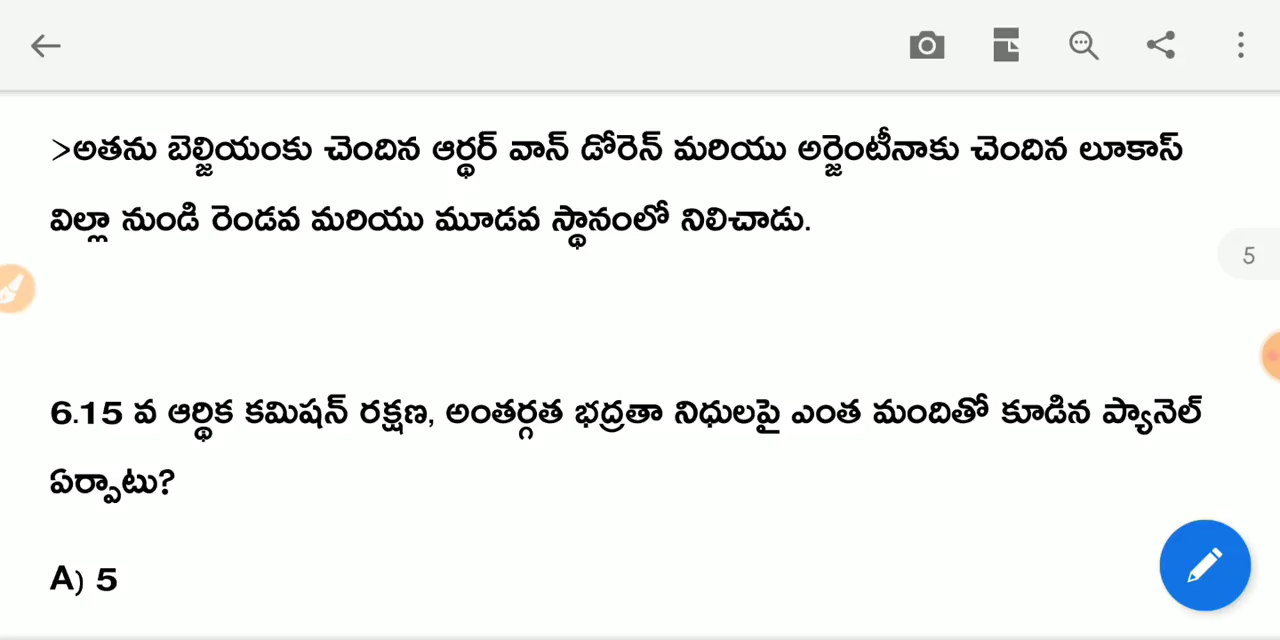 >అతను బెల్జియంకు చెందిన ఆర్థర్ వాన్ డోరెన్ మరియు అర్జెంటీనాకు చెందిన లూకాస్
విల్లా నుండి రెండవ మరియు మూడవ స్థానంలో నిలిచాడు.
5
6.15 వ ఆర్థిక కమిషన్ రక్షణ, అంతర్గత భద్రతా నిధులపై ఎంత మందితో కూడిన ప్యానెల్
ఏర్పాటు?
A) 5